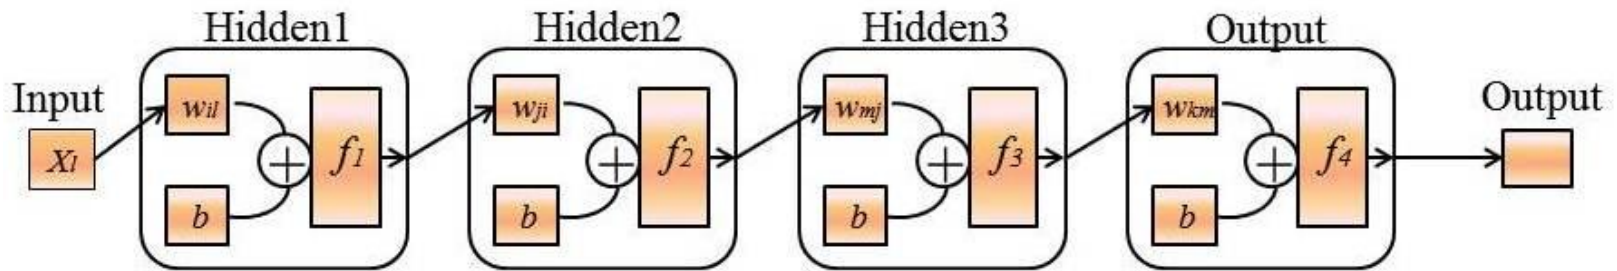 Hidden1 Hidden2 Hidden3 Output
Input Output
wil wji wmj wkm
Xl f1 f2 f3 f4
b b b b